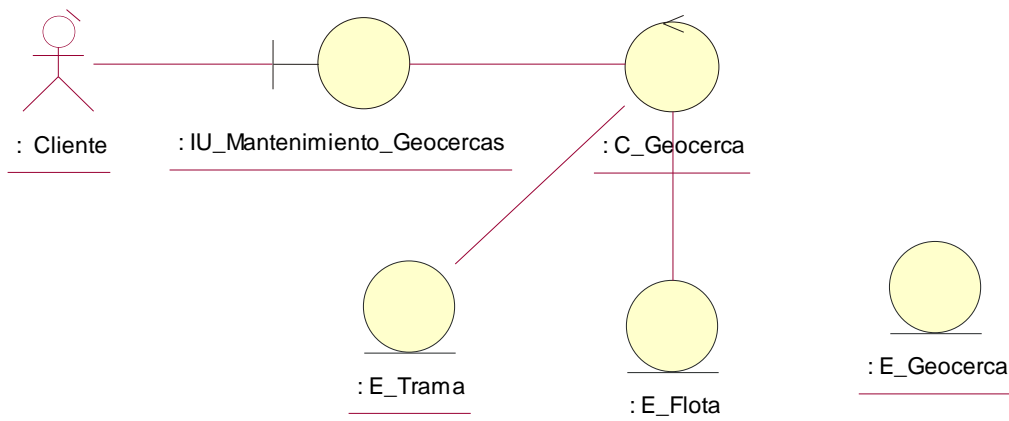 : Cliente
: IU_Mantenimiento_Geocercas
: C_Geocerca
: E_Trama
: E_Flota
: E_Geocerca